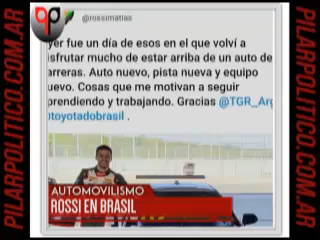 @rossimatias
yer fue un día de esos en el que volví a
isfrutar mucho de estar arriba de un auto de
arreras. Auto nuevo, pista nueva y equipo
uevo. Cosas que me motivan a seguir
prendiendo y trabajando. Gracias @TGR_Arg
toyotadobrasil .
AUTOMOVILISMO
ROSSI EN BRASIL
PILARPOLITICO.COM.AR
PILARPOLITICO.COM.AR